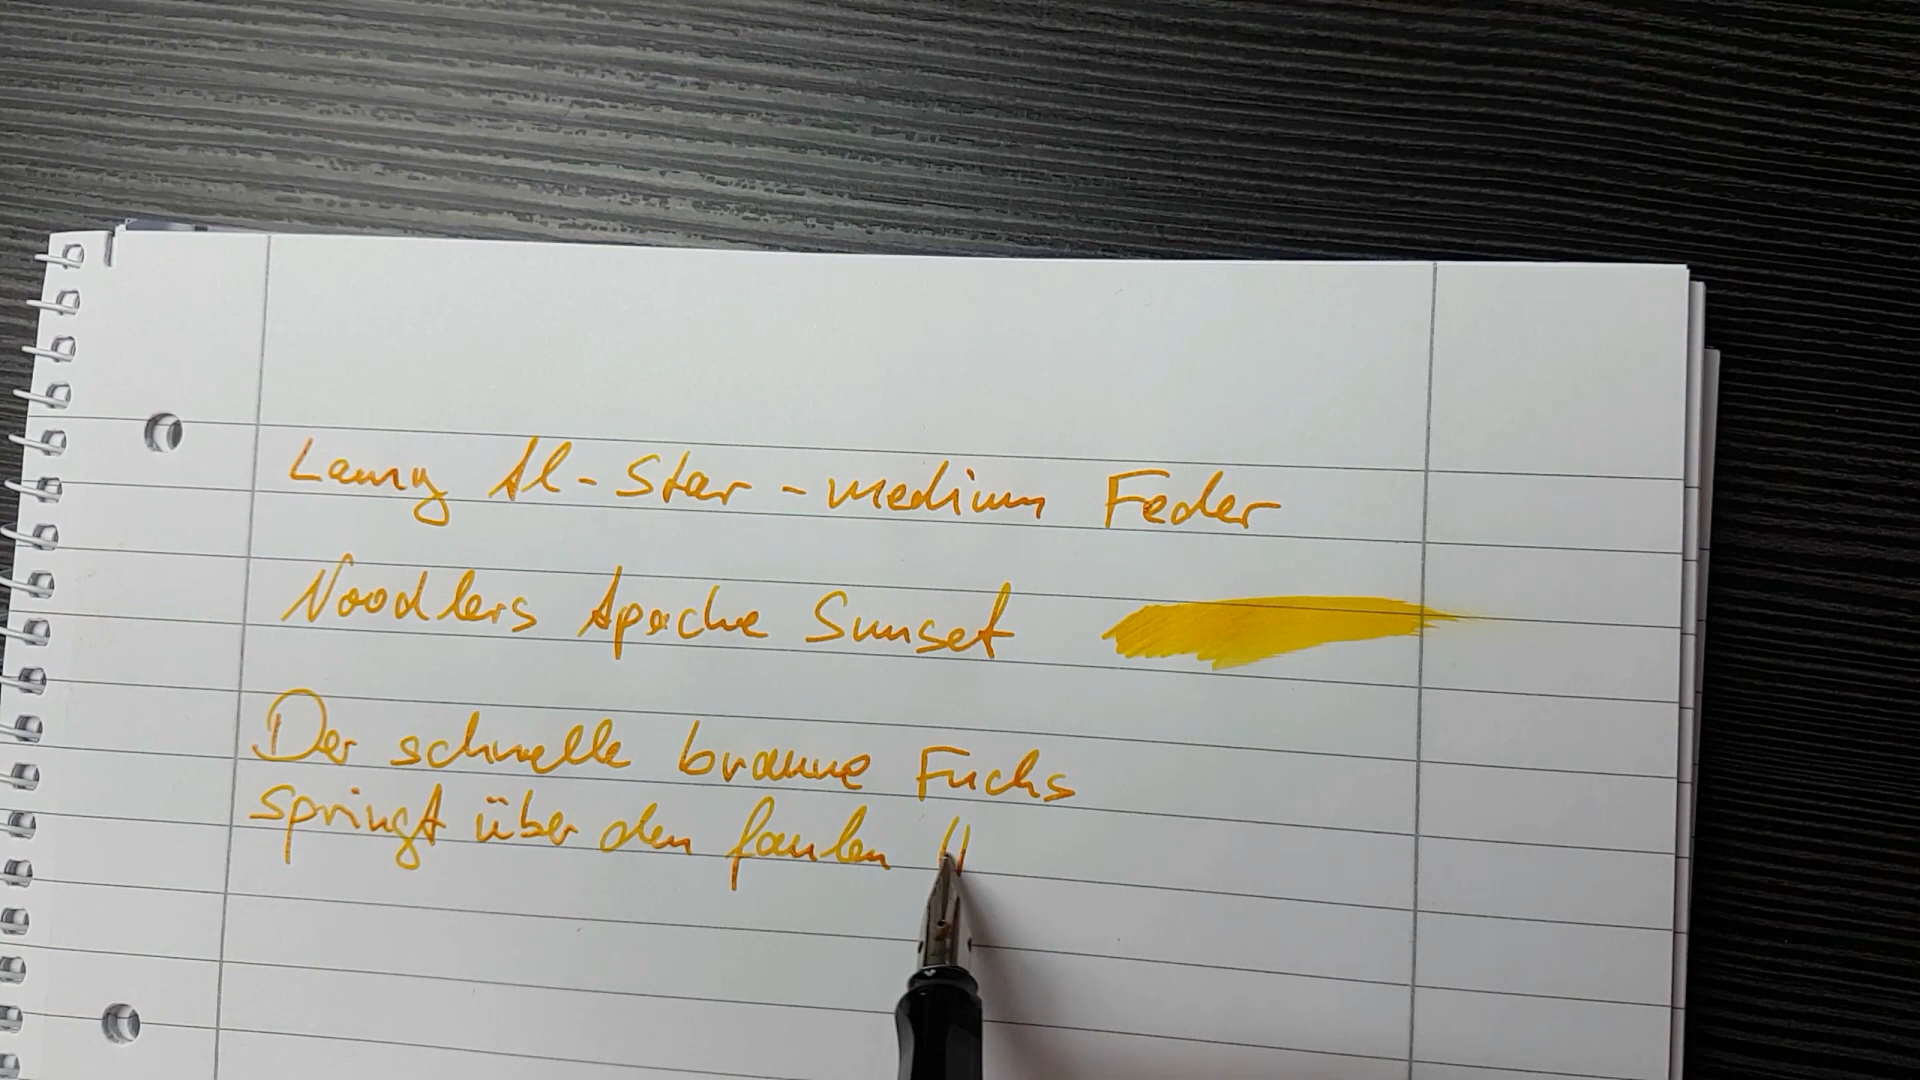 Lamy Al-Star - medium Feder
Noodlers Apache Sunset
Der schnelle braune Fuchs
springt über den faulen